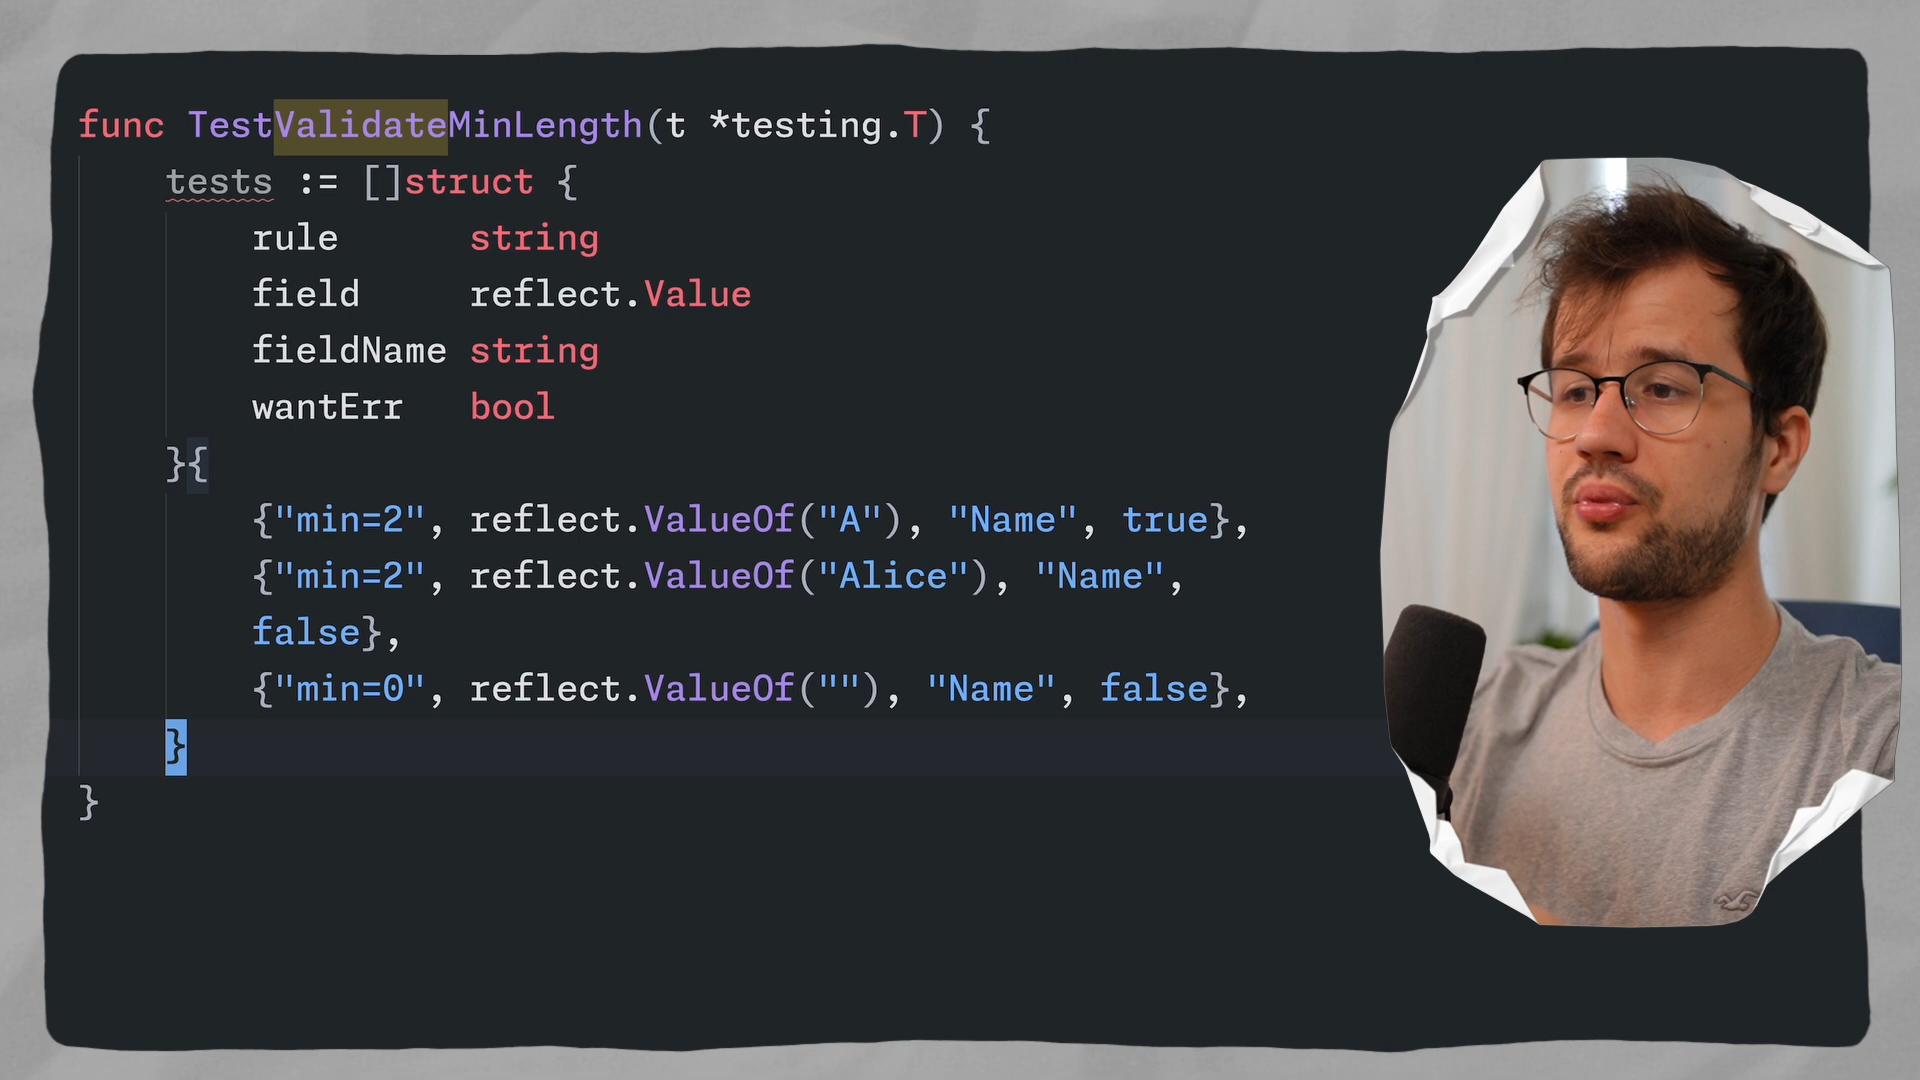 func TestValidateMinLength(t *testing.T) {
tests := []struct {
rule string
field reflect.Value
fieldName string
wantErr bool
}{
{"min=2", reflect.ValueOf("A"), "Name", true},
{"min=2", reflect.ValueOf("Alice"), "Name",
false},
{"min=0", reflect.ValueOf(""), "Name", false},
}
}